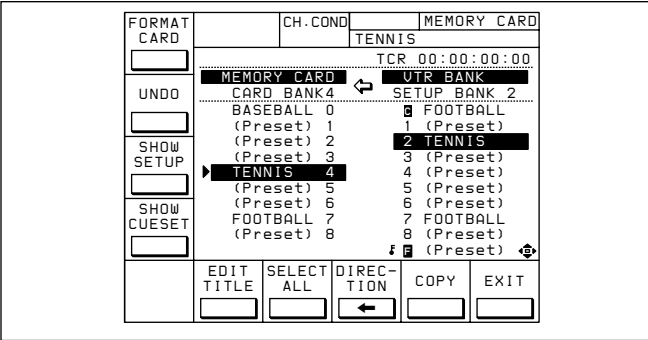 FORMAT
CARD
CH.COND
MEMORY CARD
TENNIS
TCR 00:00:00:00
UNDO
MEMORY CARD
VTR BANK
CARD BANK4
SETUP BANK 2
BASEBALL 0
C FOOTBALL
(Preset) 1
1 (Preset)
(Preset) 2
2 TENNIS
SHOW
SETUP
(Preset) 3
3 (Preset)
TENNIS 4
4 (Preset)
(Preset) 5
5 (Preset)
(Preset) 6
6 (Preset)
SHOW
CUESET
FOOTBALL 7
7 FOOTBALL
(Preset) 8
8 (Preset)
F (Preset)
EDIT
TITLE
SELECT
ALL
DIREC-
TION
COPY
EXIT